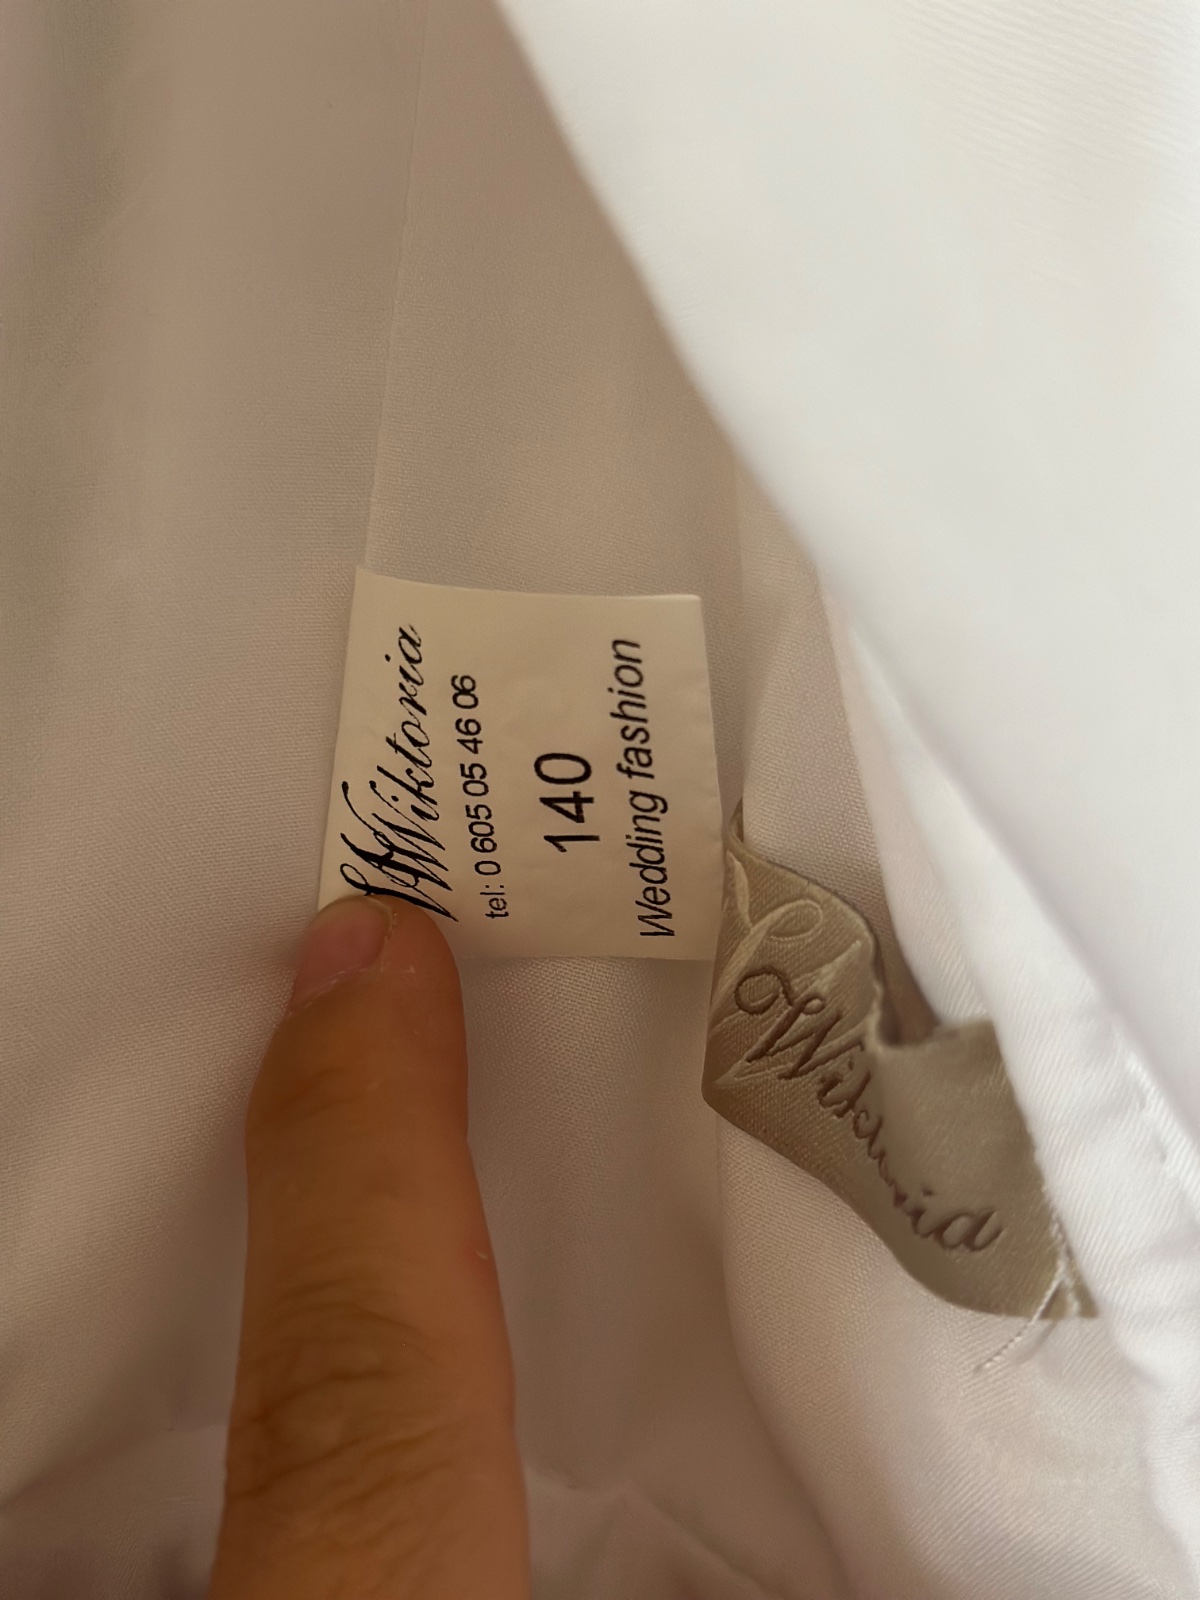 Wiktoria
tel: 0 605 05 46 06
140
Wedding fashion
Wiktoria